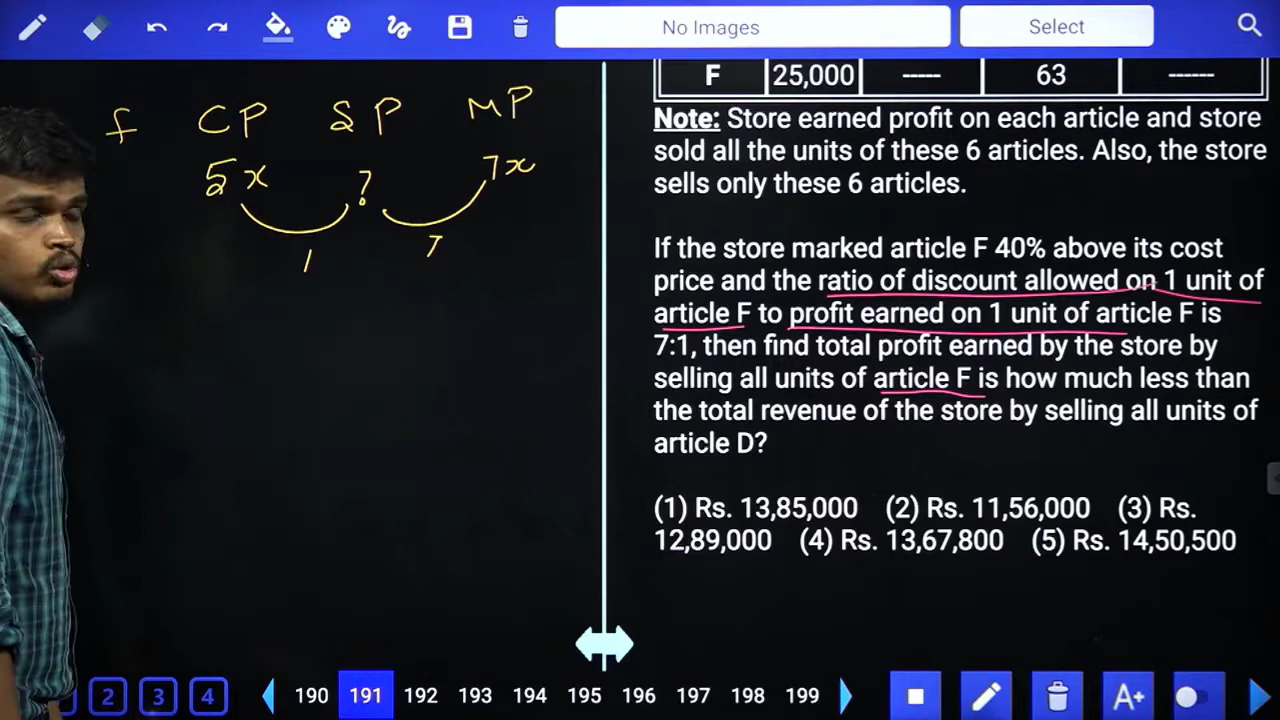 No Images
Select
F 25,000 ----- 63 ------
f CP SP MP
5x ? 7x
1 7
Note: Store earned profit on each article and store
sold all the units of these 6 articles. Also, the store
sells only these 6 articles.
If the store marked article F 40% above its cost
price and the ratio of discount allowed on 1 unit of
article F to profit earned on 1 unit of article F is
7:1, then find total profit earned by the store by
selling all units of article F is how much less than
the total revenue of the store by selling all units of
article D?
(1) Rs. 13,85,000 (2) Rs. 11,56,000 (3) Rs.
12,89,000 (4) Rs. 13,67,800 (5) Rs. 14,50,500
2 3 4 190 191 192 193 194 195 196 197 198 199 A+